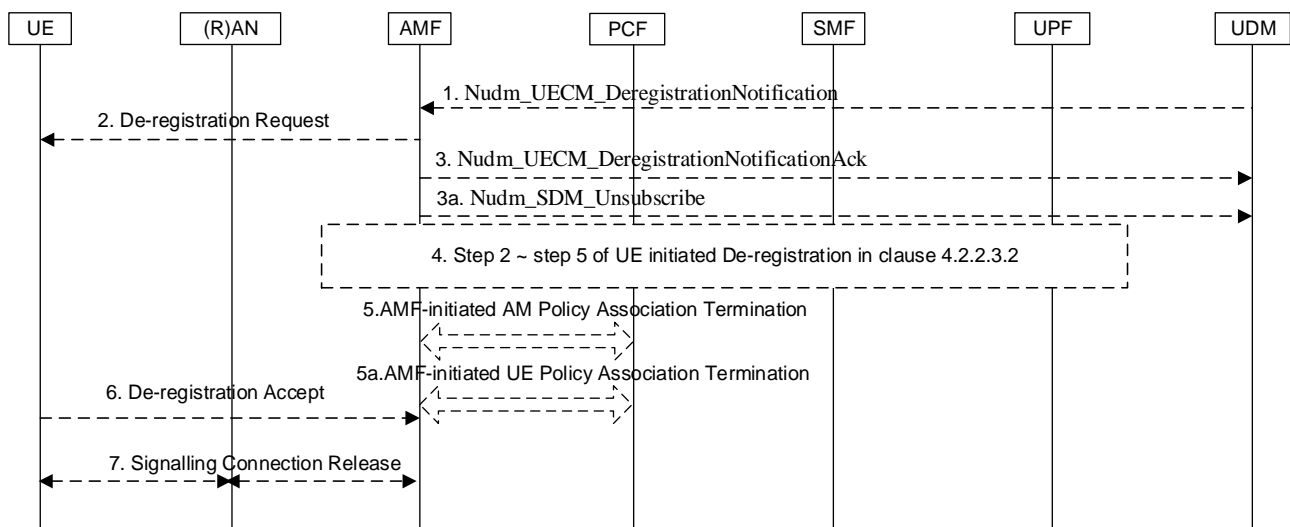 UE
(R)AN
AMF
PCF
SMF
UPF
UDM
1. Nudm_UECM_DeregistrationNotification
2. De-registration Request
3. Nudm_UECM_DeregistrationNotificationAck
3a. Nudm_SDM_Unsubscribe
4. Step 2 ~ step 5 of UE initiated De-registration in clause 4.2.2.3.2
5.AMF-initiated AM Policy Association Termination
5a.AMF-initiated UE Policy Association Termination
6. De-registration Accept
7. Signalling Connection Release